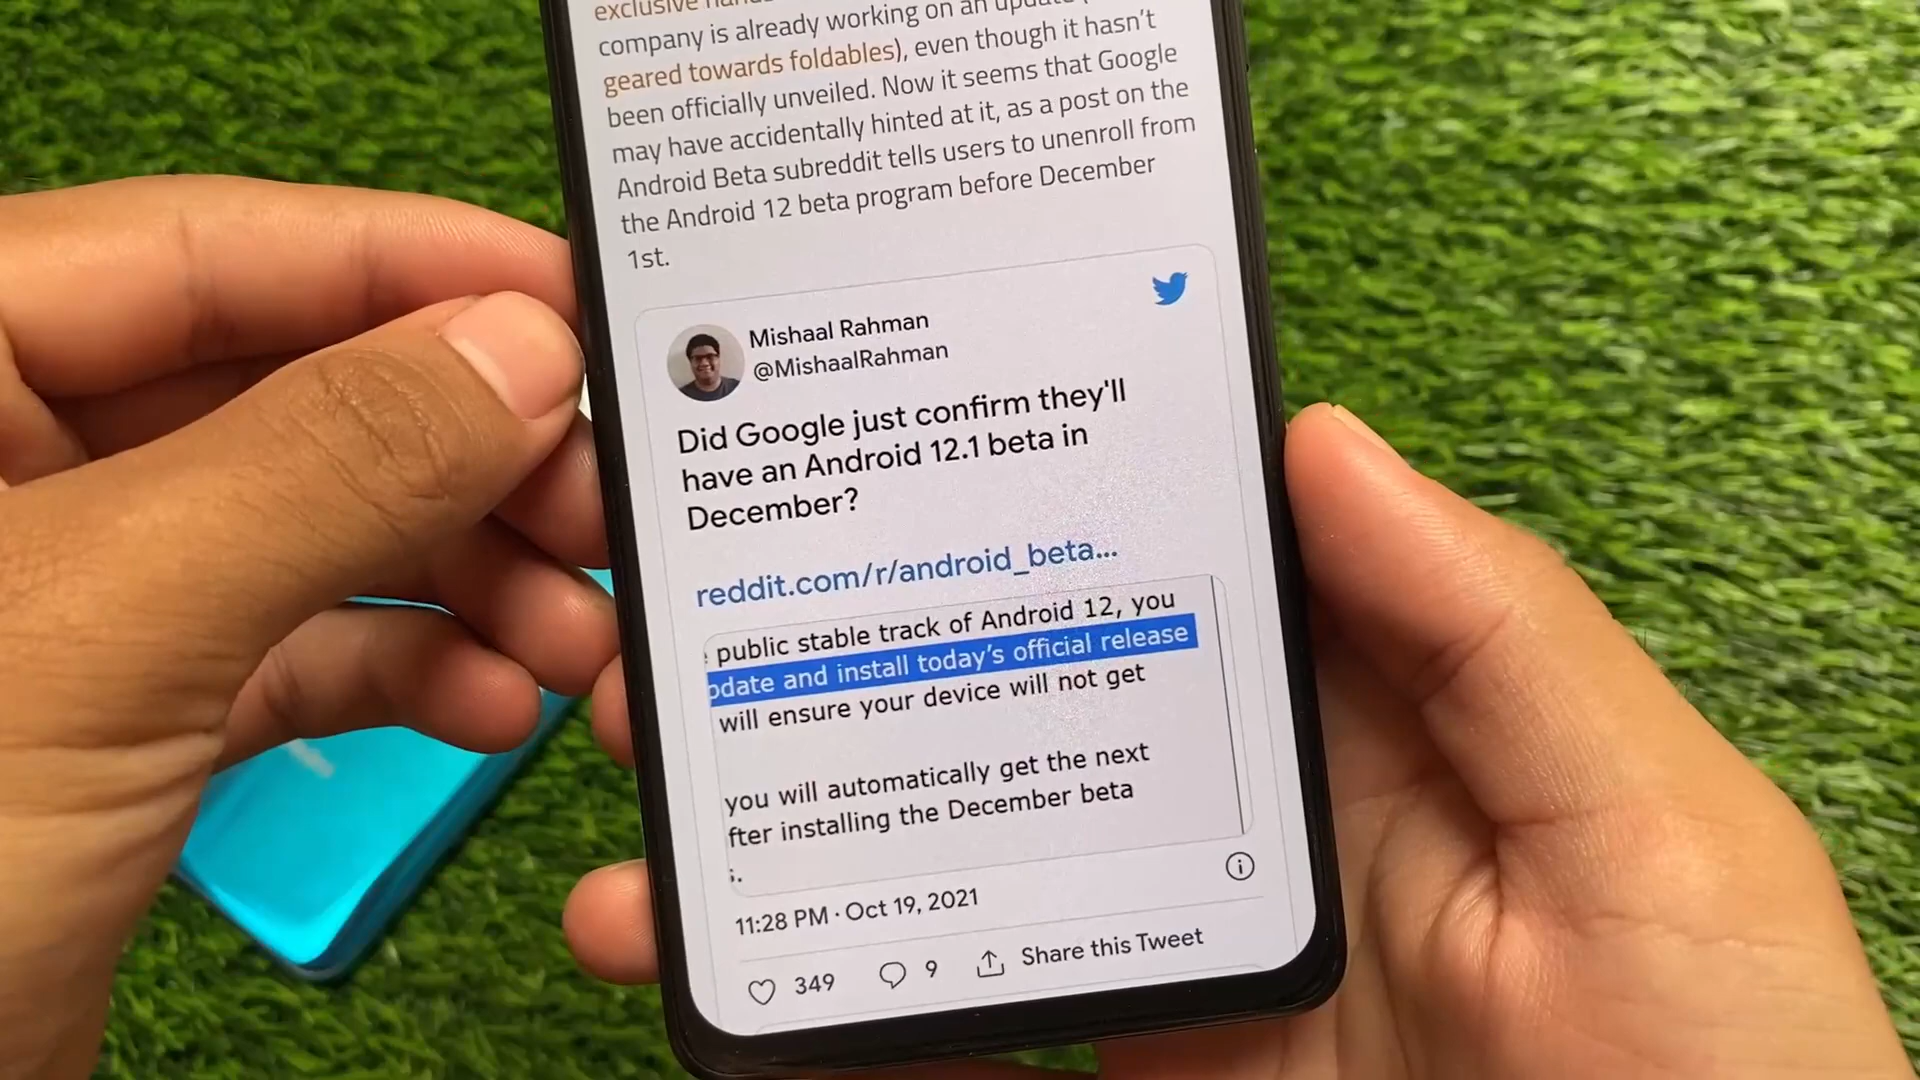 exclusive
company is already working on an update
geared towards foldables), even though it hasn't
been officially unveiled. Now it seems that Google
may have accidentally hinted at it, as a post on the
Android Beta subreddit tells users to unenroll from
the Android 12 beta program before December
1st.
Mishaal Rahman
@MishaalRahman
Did Google just confirm they'll
have an Android 12.1 beta in
December?
reddit.com/r/android_beta...
public stable track of Android 12, you
pdate and install today's official release
will ensure your device will not get
you will automatically get the next
fter installing the December beta
11:28 PM · Oct 19, 2021
349 9 Share this Tweet